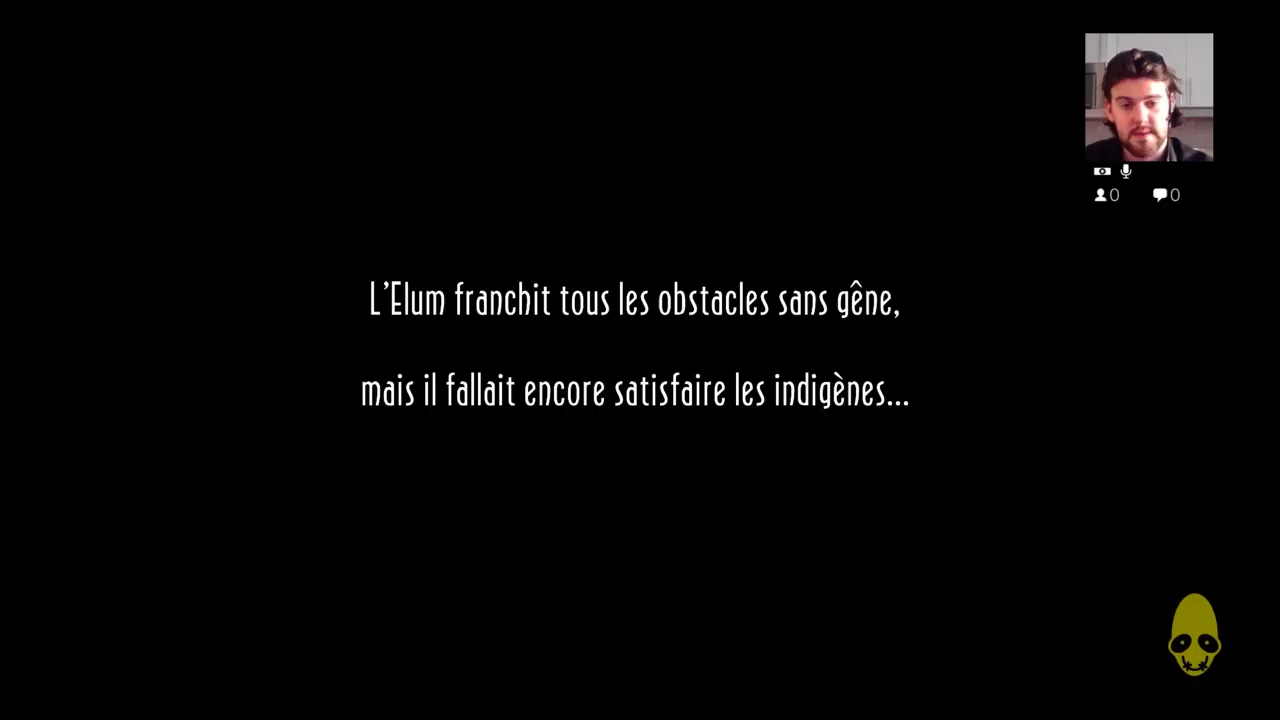 0 0
L'Elum franchit tous les obstacles sans gêne,
mais il fallait encore satisfaire les indigènes...